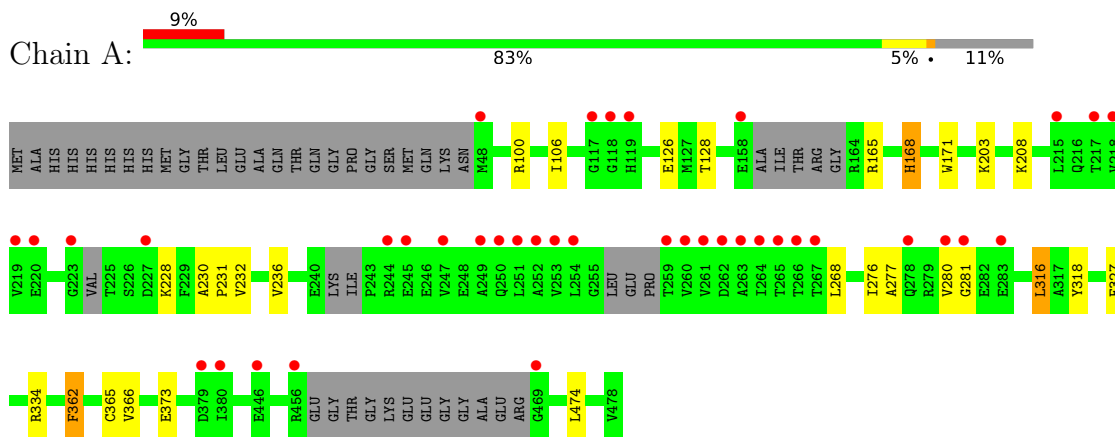 9%
Chain A:
83% 5% • 11%
MET ALA HIS HIS HIS HIS HIS HIS MET GLY THR LEU GLU ALA GLN THR GLN GLY PRO GLY SER MET GLN LYS ASN M48 R100 I106 G117 G118 H119 E126 M127 T128 E158 ALA ILE THR ARG GLY R164 R165 H168 W171 K203 K208 L215 Q216 T217 V218
V219 E220 G223 VAL T225 S226 D227 K228 F229 A230 P231 V232 V236 E240 LYS ILE P243 R244 E245 E246 V247 E248 A249 Q250 L251 A252 V253 L254 G255 LEU GLU PRO T259 V260 V261 D262 A263 I264 T265 T266 T267 L268 I276 A277 Q278 R279 V280 G281 E282 E283 L316 A317 Y318 E327
R334 F362 C365 V366 E373 D379 I380 E446 R456 GLU GLY THR GLY LYS GLU GLU GLY GLY ALA GLU ARG G469 L474 V478